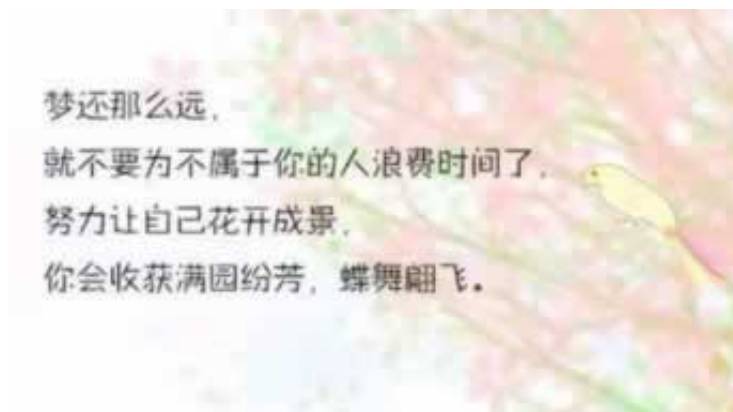 梦还那么远，
就不要为不属于你的人浪费时间了，
努力让自己花开成景，
你会收获满园纷芳，蝶舞翩飞。